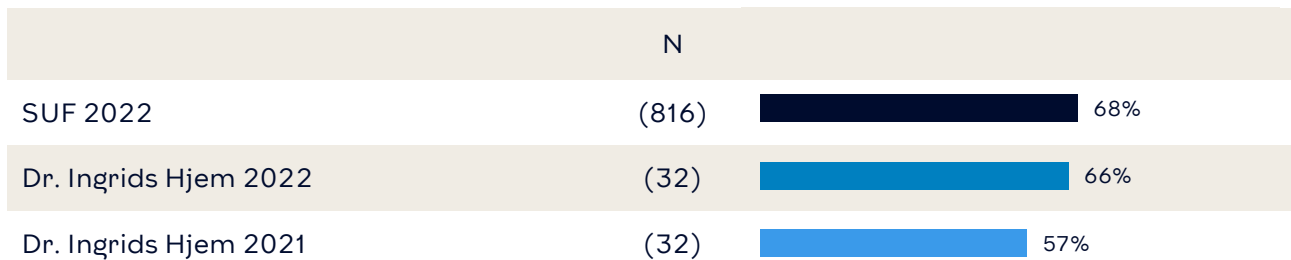 N
SUF 2022 (816) 68%
Dr. Ingrids Hjem 2022 (32) 66%
Dr. Ingrids Hjem 2021 (32) 57%